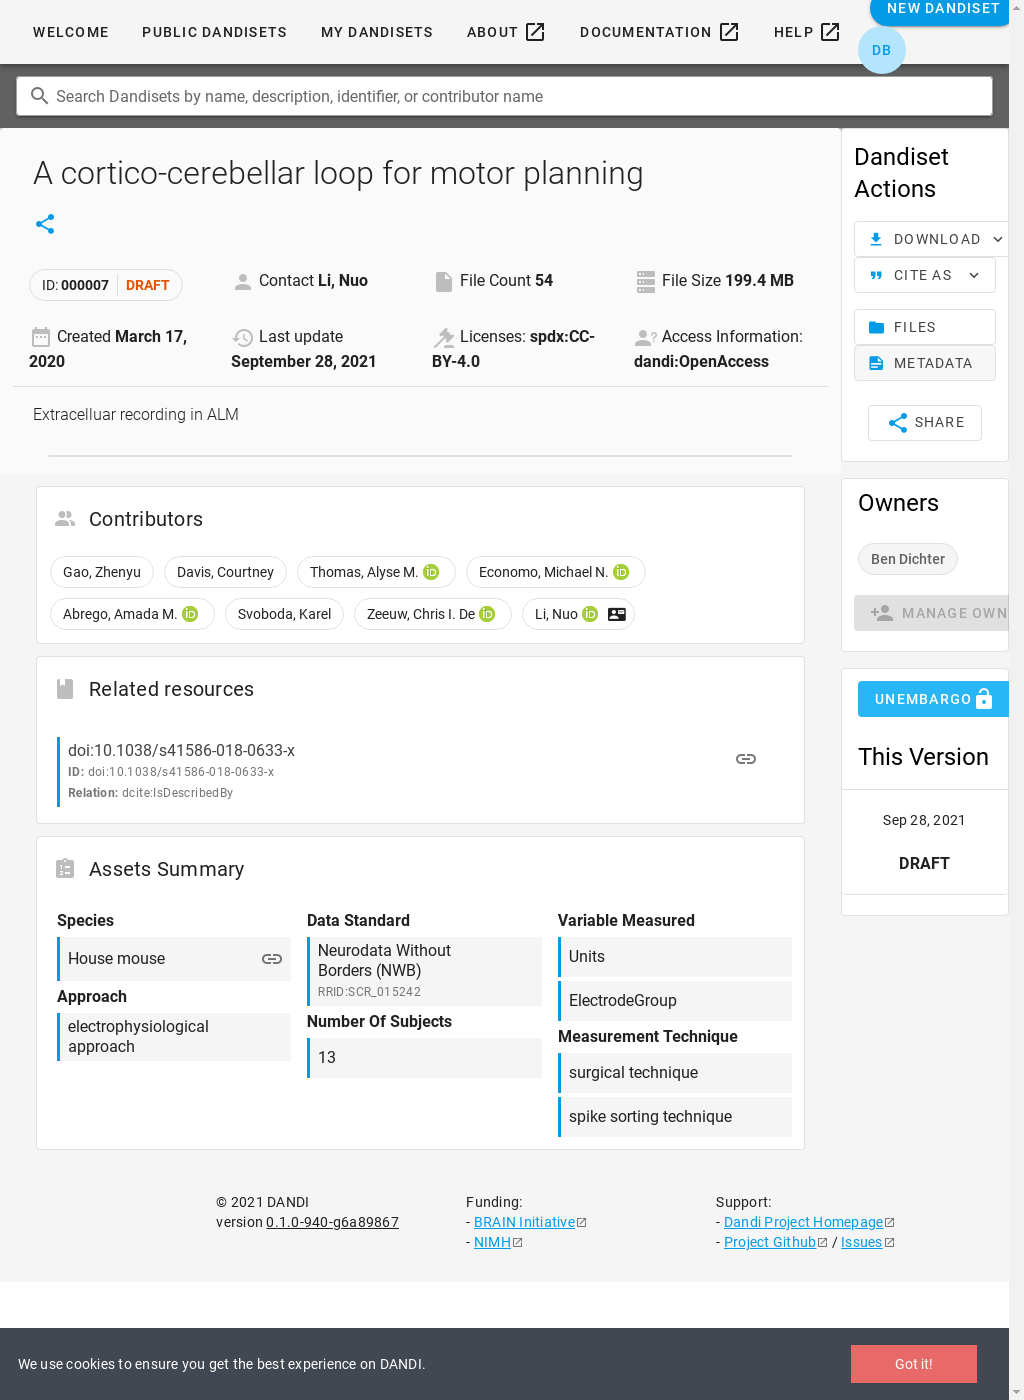 WELCOME PUBLIC DANDISETS MY DANDISETS ABOUT DOCUMENTATION HELP NEW DANDISET
DB
Search Dandisets by name, description, identifier, or contributor name
A cortico-cerebellar loop for motor planning
ID: 000007 DRAFT
Contact Li, Nuo
File Count 54
File Size 199.4 MB
Created March 17,
2020
Last update
September 28, 2021
Licenses: spdx:CC-
BY-4.0
Access Information:
dandi:OpenAccess
Extracelluar recording in ALM
Contributors
Gao, Zhenyu Davis, Courtney Thomas, Alyse M. iD Economo, Michael N. iD
Abrego, Amada M. iD Svoboda, Karel Zeeuw, Chris I. De iD Li, Nuo iD
Related resources
doi:10.1038/s41586-018-0633-x
ID: doi:10.1038/s41586-018-0633-x
Relation: dcite:IsDescribedBy
Assets Summary
Species
House mouse
Approach
electrophysiological
approach
Data Standard
Neurodata Without
Borders (NWB)
RRID:SCR_015242
Number Of Subjects
13
Variable Measured
Units
ElectrodeGroup
Measurement Technique
surgical technique
spike sorting technique
Dandiset
Actions
DOWNLOAD
CITE AS
FILES
METADATA
SHARE
Owners
Ben Dichter
MANAGE OWN
UNEMBARGO
This Version
Sep 28, 2021
DRAFT
© 2021 DANDI
version 0.1.0-940-g6a89867
Funding:
- BRAIN Initiative
- NIMH
Support:
- Dandi Project Homepage
- Project Github / Issues
We use cookies to ensure you get the best experience on DANDI.
Got it!